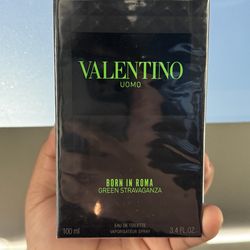 VALENTINO
UOMO
BORN IN ROMA
GREEN STRAVAGANZA
EAU DE TOILETTE
VAPORISATEUR SPRAY
100 ml
3.4 FL.OZ